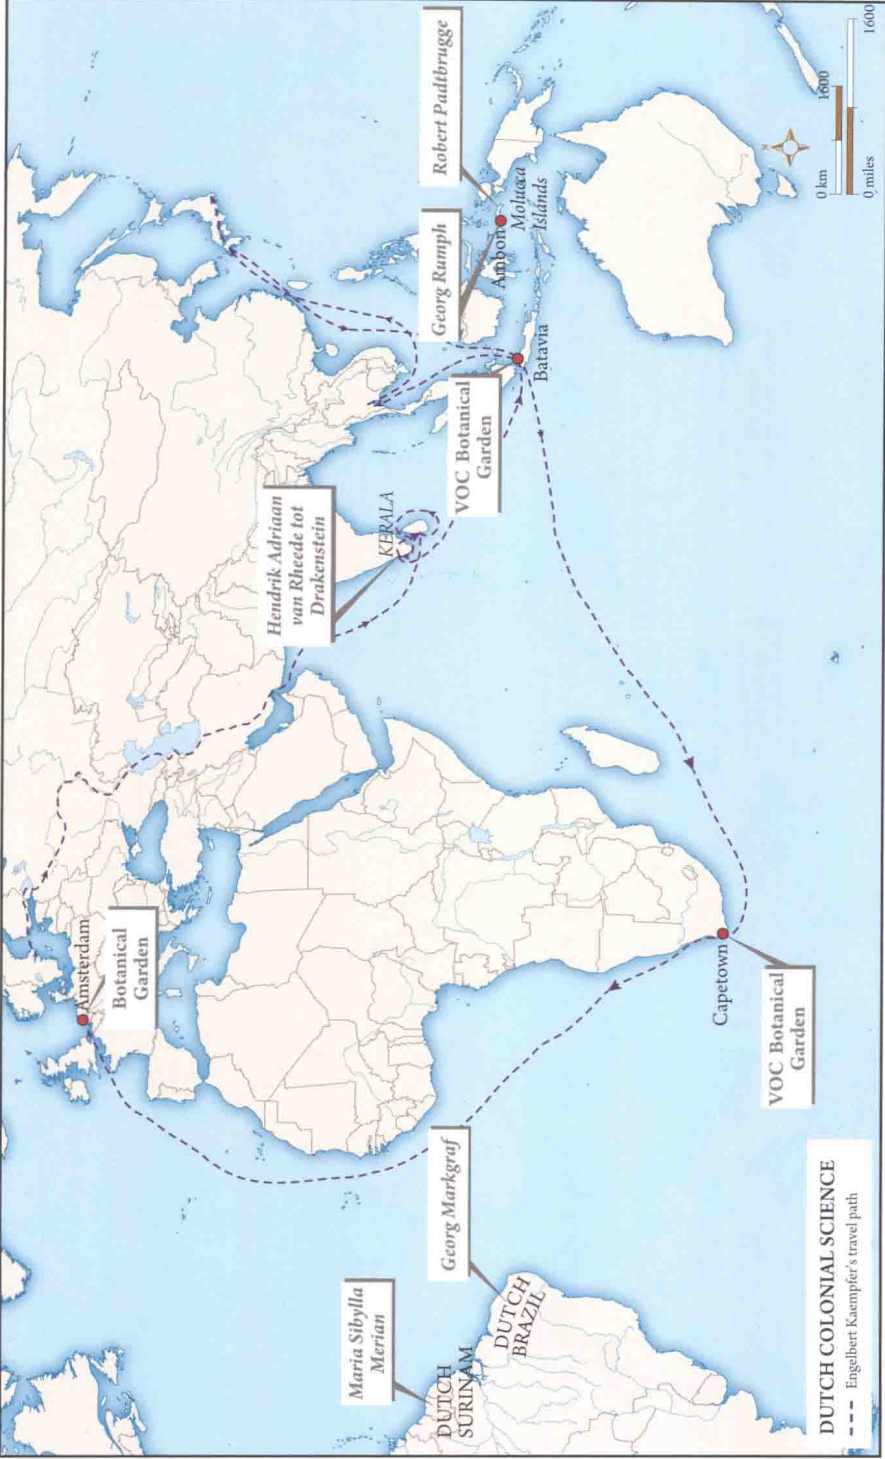 Amsterdam
Botanical
Garden
Hendrik Adriaan
van Rheede tot
Drakenstein
KERALA
VOC Botanical
Garden
Batavia
Georg Rumph
Robert Padtbrugge
Ambon
Molucca
Islands
Maria Sibylla
Merian
DUTCH
SURINAM
Georg Markgraf
DUTCH
BRAZIL
Capetown
VOC Botanical
Garden
N
0 km 1600
0 miles 1600
DUTCH COLONIAL SCIENCE
Engelbert Kaempfer's travel path